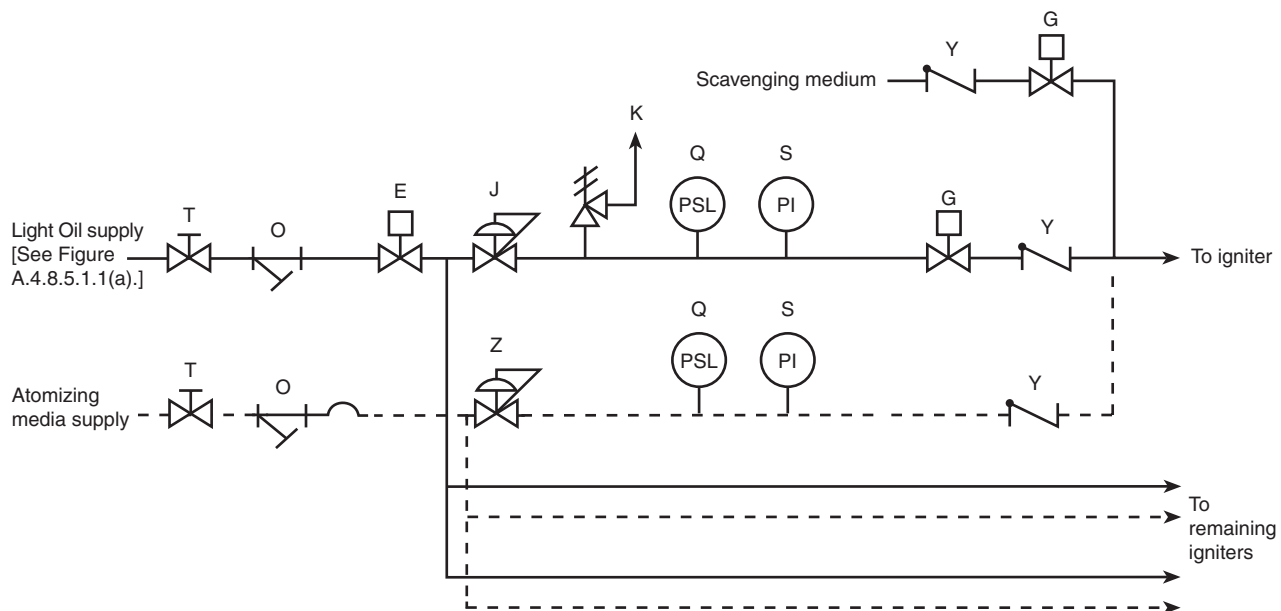 G
Y
Scavenging medium
K
Q
S
J
E
PSL
PI
G
T
Light Oil supply
[See Figure
A.4.8.5.1.1(a).]
O
Y
To igniter
Q
S
Z
T
PSL
PI
O
Y
Atomizing
media supply
To
remaining
igniters